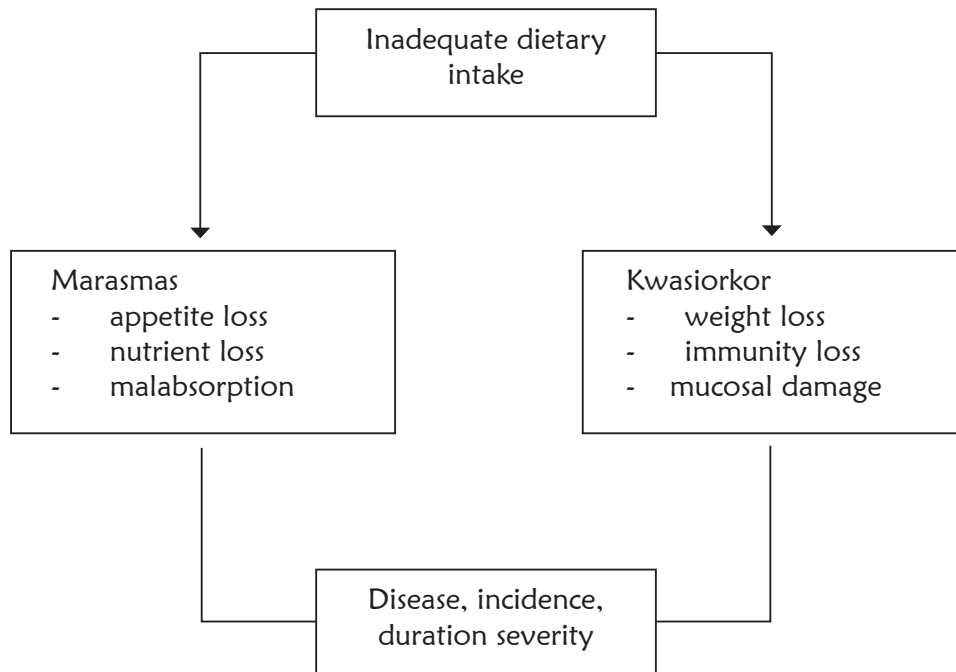 Inadequate dietary
intake
Marasmas
- appetite loss
- nutrient loss
- malabsorption
Kwasiorkor
- weight loss
- immunity loss
- mucosal damage
Disease, incidence,
duration severity